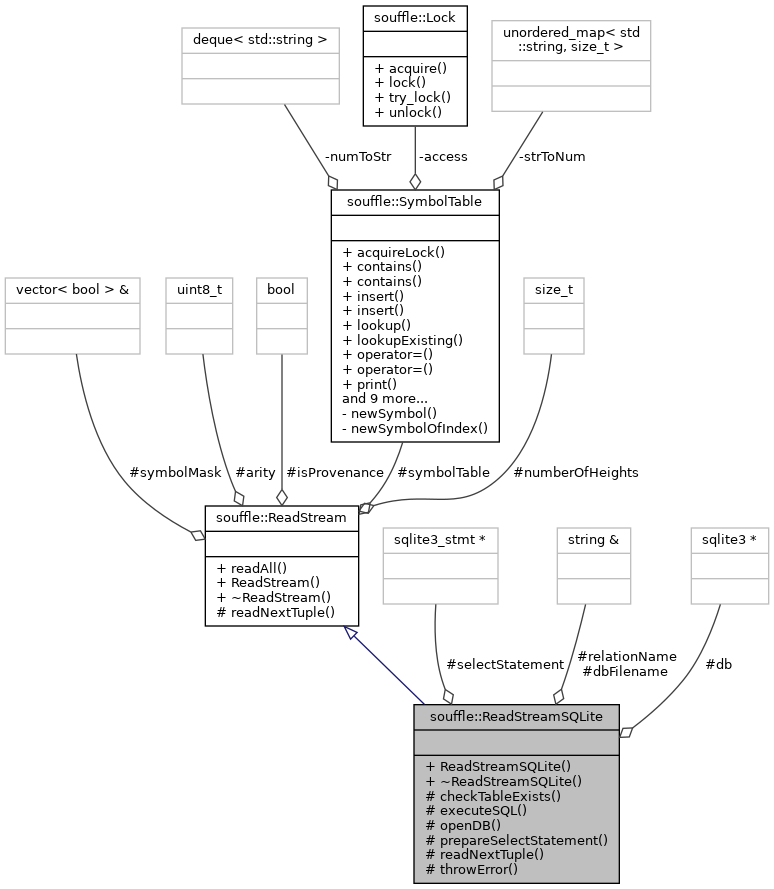 souffle::Lock
+ acquire()
+ lock()
+ try_lock()
+ unlock()
deque< std::string >
unordered_map< std
::string, size_t >
-numToStr
-access
-strToNum
souffle::SymbolTable
+ acquireLock()
+ contains()
+ contains()
+ insert()
+ insert()
+ lookup()
+ lookupExisting()
+ operator=()
+ operator=()
+ print()
and 9 more...
- newSymbol()
- newSymbolOfIndex()
vector< bool > &
uint8_t
bool
size_t
#symbolMask
#arity
#isProvenance
#symbolTable
#numberOfHeights
souffle::ReadStream
+ readAll()
+ ReadStream()
+ ~ReadStream()
# readNextTuple()
sqlite3_stmt *
string &
sqlite3 *
#selectStatement
#relationName
#dbFilename
#db
souffle::ReadStreamSQLite
+ ReadStreamSQLite()
+ ~ReadStreamSQLite()
# checkTableExists()
# executeSQL()
# openDB()
# prepareSelectStatement()
# readNextTuple()
# throwError()